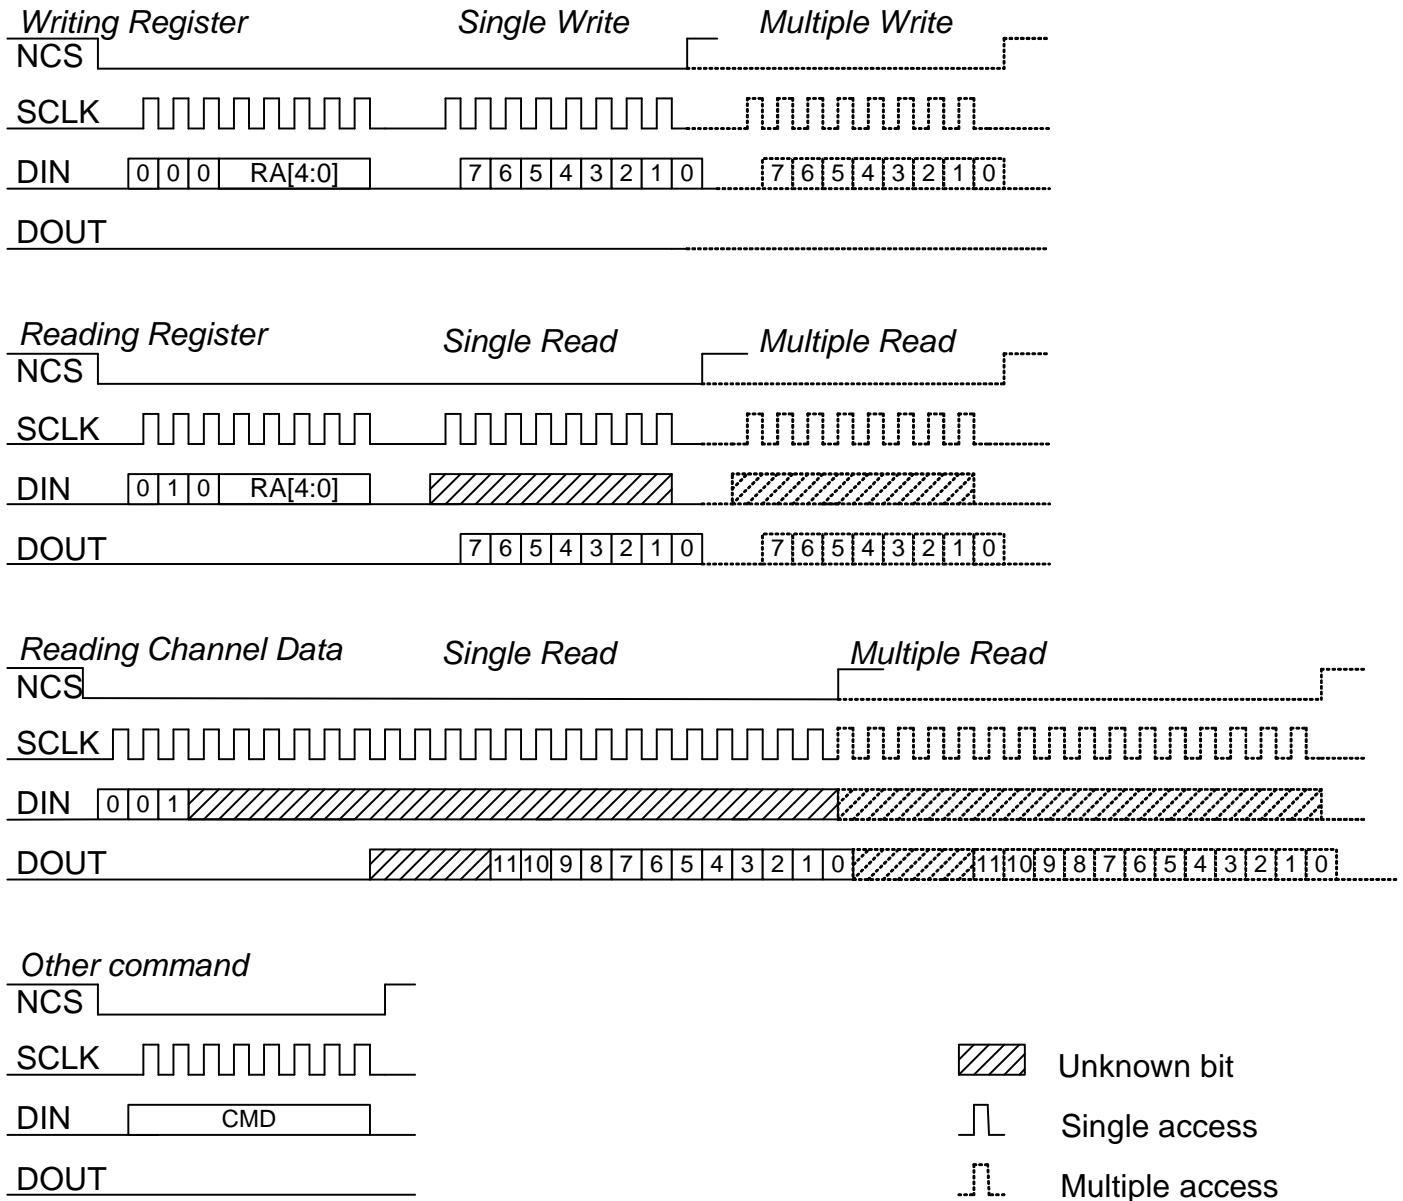 Writing Register Single Write Multiple Write
NCS
SCLK
DIN 0 0 0 RA[4:0] 7 6 5 4 3 2 1 0 7 6 5 4 3 2 1 0
DOUT
Reading Register Single Read Multiple Read
NCS
SCLK
DIN 0 1 0 RA[4:0]
DOUT 7 6 5 4 3 2 1 0 7 6 5 4 3 2 1 0
Reading Channel Data Single Read Multiple Read
NCS
SCLK
DIN 0 0 1
DOUT 11 10 9 8 7 6 5 4 3 2 1 0 11 10 9 8 7 6 5 4 3 2 1 0
Other command
NCS
SCLK Unknown bit
DIN CMD Single access
DOUT Multiple access